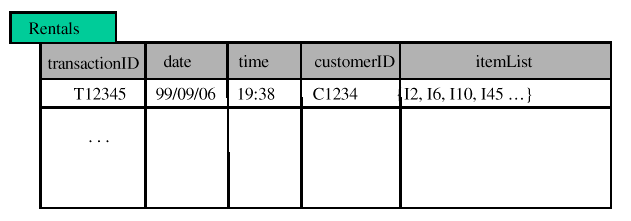 Rentals
transactionID date time customerID itemList
T12345 99/09/06 19:38 C1234 {I2, I6, I10, I45 …}
. . .